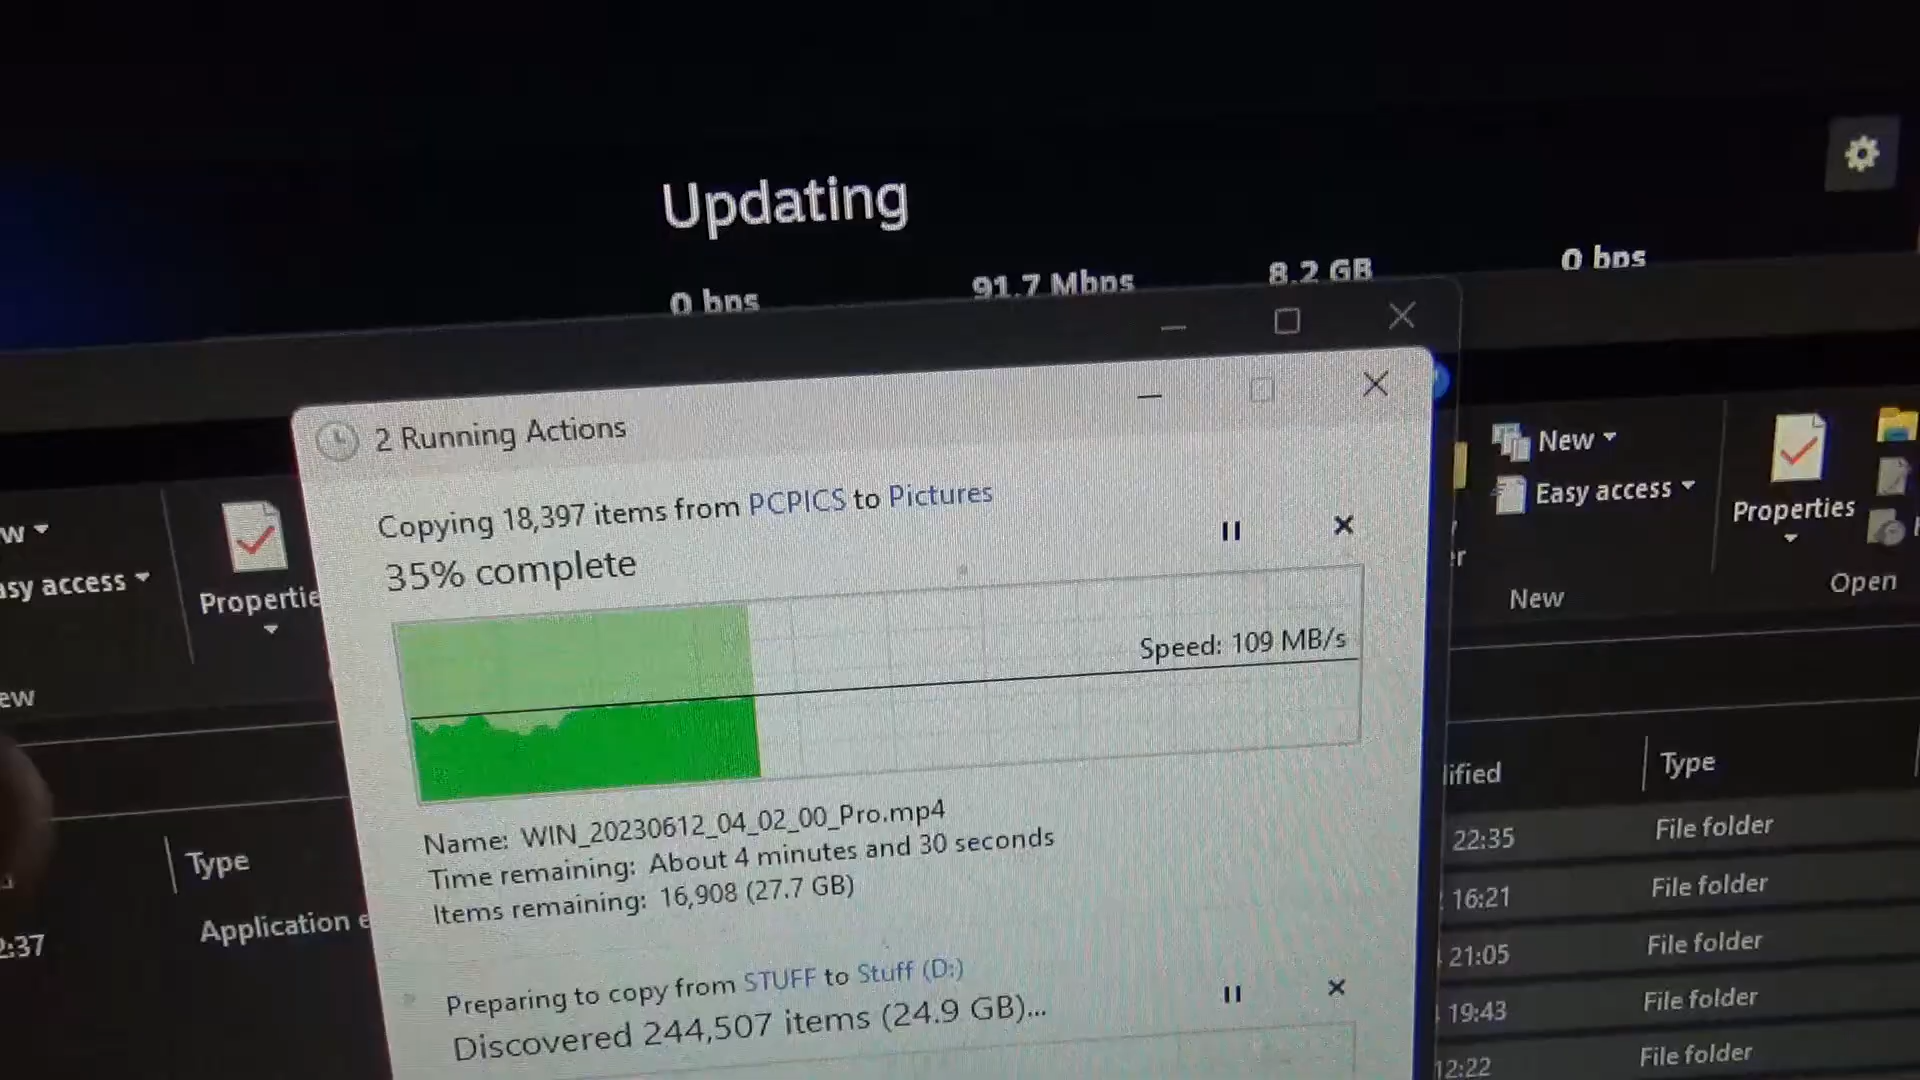 Updating
0 bps
91.7 Mbps
8.2 GB
0 bps
2 Running Actions
Copying 18,397 items from PCPICS to Pictures
35% complete
Speed: 109 MB/s
Name: WIN_20230612_04_02_00_Pro.mp4
Time remaining: About 4 minutes and 30 seconds
Items remaining: 16,908 (27.7 GB)
Preparing to copy from STUFF to Stuff (D:)
Discovered 244,507 items (24.9 GB)...
Properties
Type
Application
New
Easy access
Properties
New
Open
Type
22:35 File folder
16:21 File folder
21:05 File folder
19:43 File folder
12:22 File folder